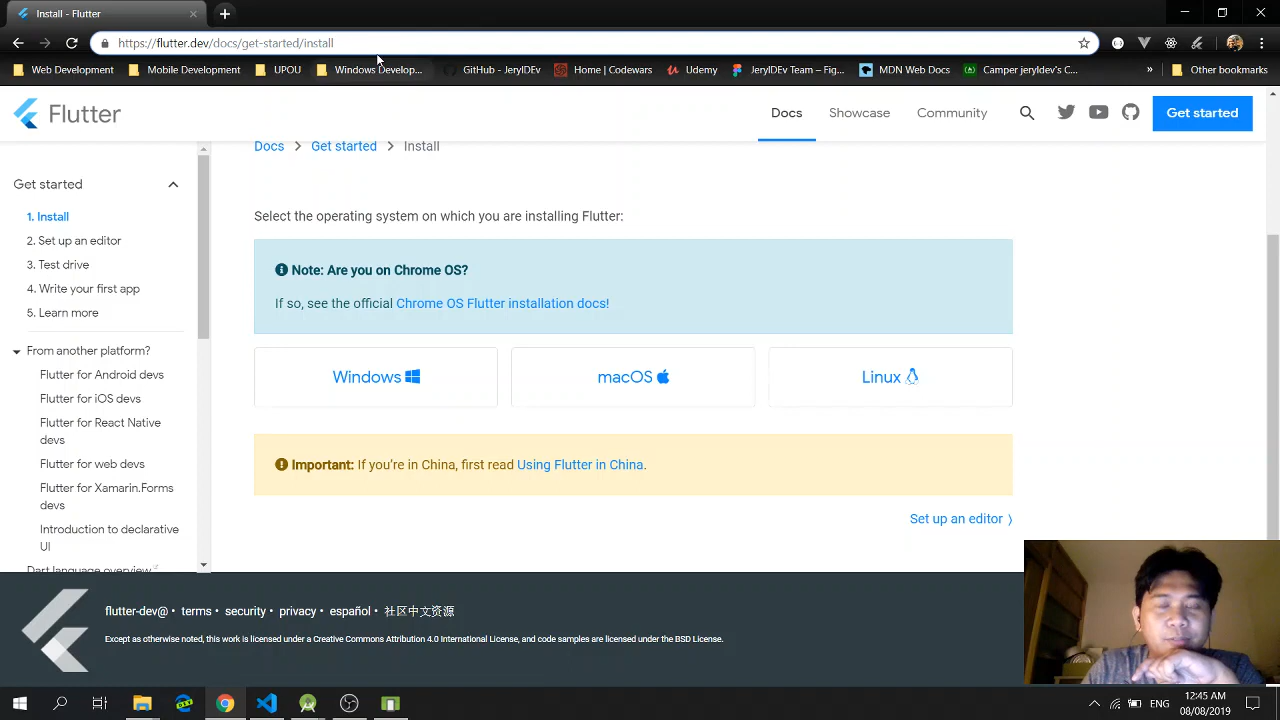 Install - Flutter
https://flutter.dev/docs/get-started/install
Web Development
Mobile Development
UPOU
Windows Develop...
GitHub - JerylDEv
Home | Codewars
Udemy
JerylDEv Team – Fig...
MDN Web Docs
Camper jeryldev's C...
»
Other bookmarks
Flutter
Docs
Showcase
Community
Get started
Docs > Get started > Install
Get started
1. Install
2. Set up an editor
3. Test drive
4. Write your first app
5. Learn more
From another platform?
Flutter for Android devs
Flutter for iOS devs
Flutter for React Native
devs
Flutter for web devs
Flutter for Xamarin.Forms
devs
Introduction to declarative
UI
Dart language overview
Select the operating system on which you are installing Flutter:
Note: Are you on Chrome OS?
If so, see the official Chrome OS Flutter installation docs!
Windows
macOS
Linux
Important: If you're in China, first read Using Flutter in China.
Set up an editor ⟩
flutter-dev@ • terms • security • privacy • español • 社区中文资源
Except as otherwise noted, this work is licensed under a Creative Commons Attribution 4.0 International License, and code samples are licensed under the BSD License.
ENG
12:45 AM
08/08/2019